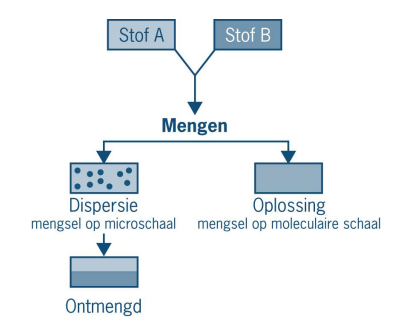 Stof A
Stof B
Mengen
Dispersie
mengsel op microschaal
Oplossing
mengsel op moleculaire schaal
Ontmengd